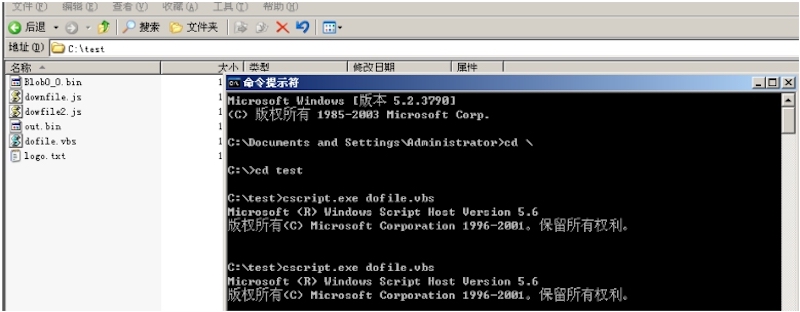 文件(F) 编辑(E) 查看(V) 收藏(A) 工具(T) 帮助(H)
后退 搜索 文件夹
地址(D) C:\test
名称 大小 类型 修改日期 属性
Blob0_0.bin 1
downfile.js 1
dowfile2.js 1
out.bin 1
dofile.vbs 1
logo.txt 1
命令提示符
Microsoft Windows [版本 5.2.3790]
(C) 版权所有 1985-2003 Microsoft Corp.
C:\Documents and Settings\Administrator>cd \
C:\>cd test
C:\test>cscript.exe dofile.vbs
Microsoft (R) Windows Script Host Version 5.6
版权所有(C) Microsoft Corporation 1996-2001。保留所有权利。
C:\test>cscript.exe dofile.vbs
Microsoft (R) Windows Script Host Version 5.6
版权所有(C) Microsoft Corporation 1996-2001。保留所有权利。